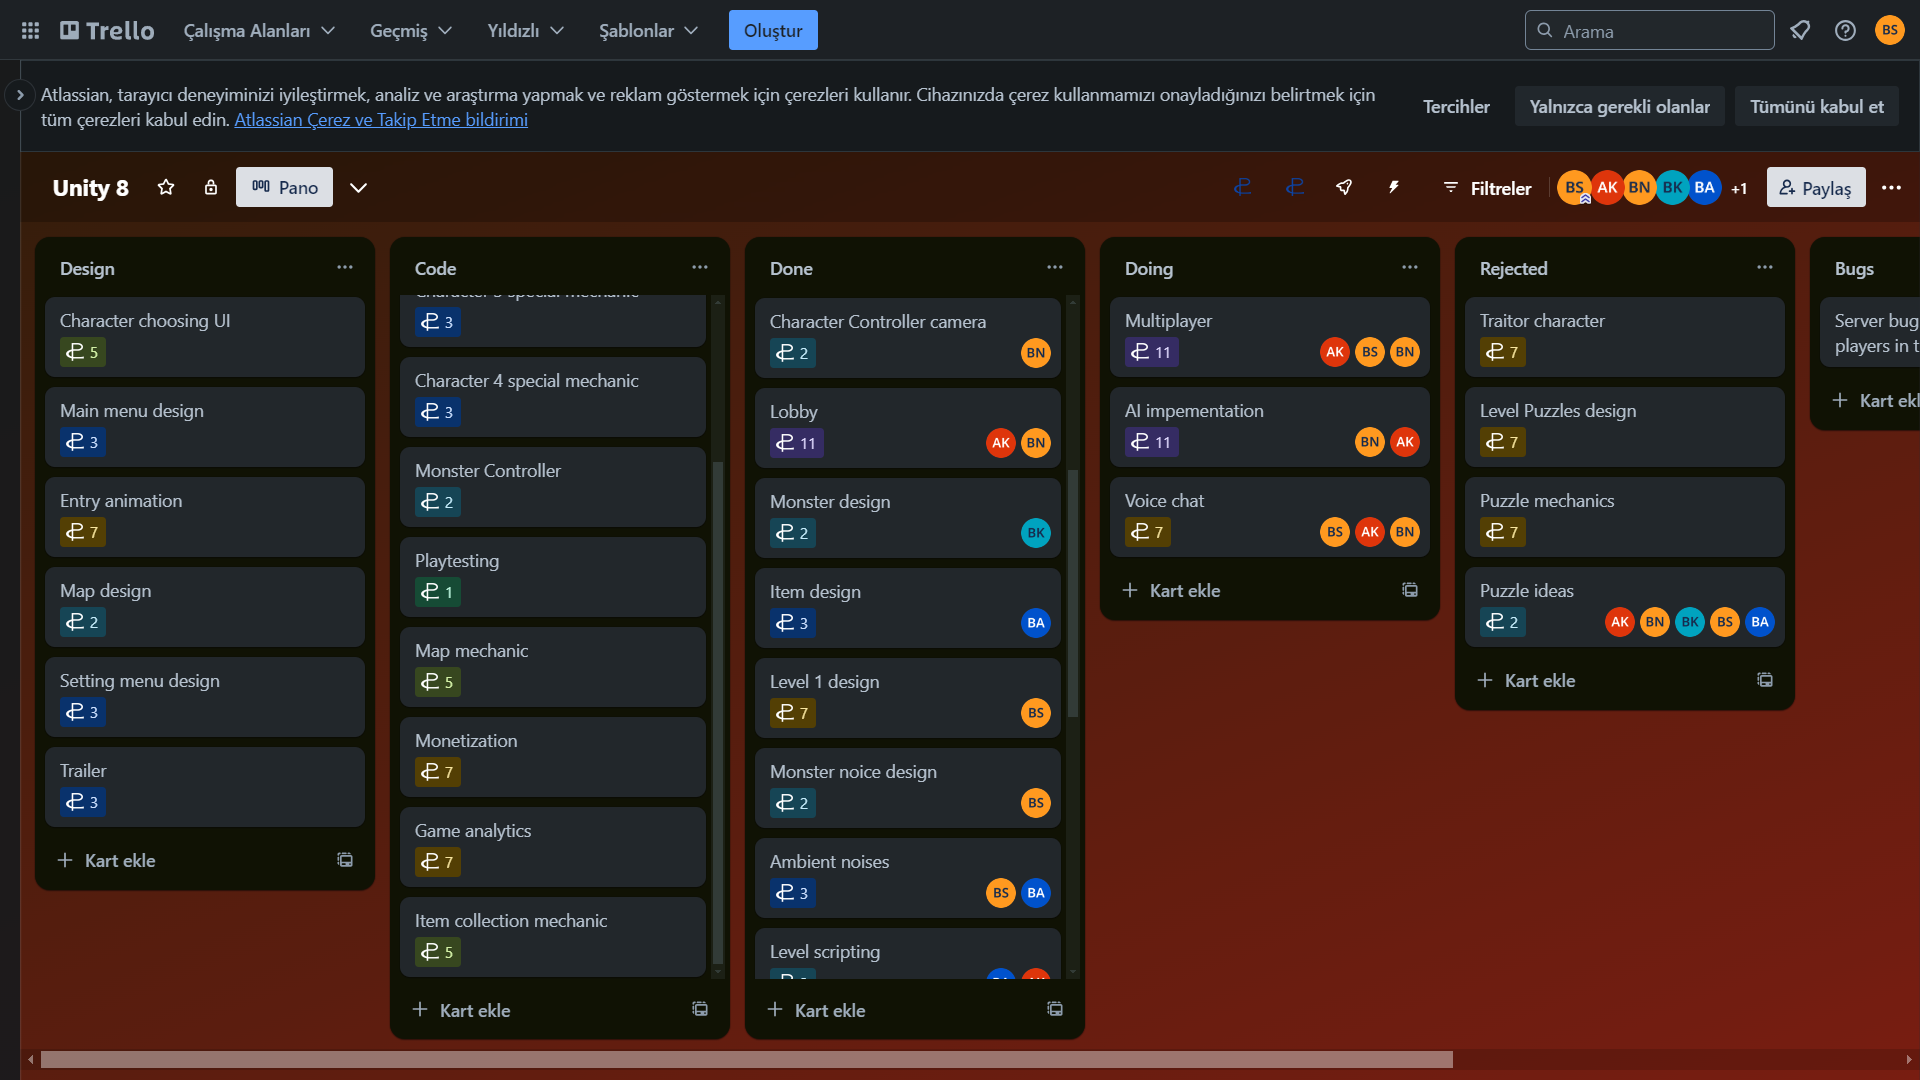 Trello
Çalışma Alanları
Geçmiş
Yıldızlı
Şablonlar
Oluştur
Arama
BS
Atlassian, tarayıcı deneyiminizi iyileştirmek, analiz ve araştırma yapmak ve reklam göstermek için çerezleri kullanır. Cihazınızda çerez kullanmamızı onayladığınızı belirtmek için
tüm çerezleri kabul edin. Atlassian Çerez ve Takip Etme bildirimi
Tercihler
Yalnızca gerekli olanlar
Tümünü kabul et
Unity 8
Pano
Filtreler
BS AK BN BK BA +1
Paylaş
Design
Character choosing UI
5
Main menu design
3
Entry animation
7
Map design
2
Setting menu design
3
Trailer
3
Kart ekle
Code
Character 3 special mechanic
3
Character 4 special mechanic
3
Monster Controller
2
Playtesting
1
Map mechanic
5
Monetization
7
Game analytics
7
Item collection mechanic
5
Kart ekle
Done
Character Controller camera
2 BN
Lobby
11 AK BN
Monster design
2 BK
Item design
3 BA
Level 1 design
7 BS
Monster noice design
2 BS
Ambient noises
3 BS BA
Level scripting
Kart ekle
Doing
Multiplayer
11 AK BS BN
AI impementation
11 BN AK
Voice chat
7 BS AK BN
Kart ekle
Rejected
Traitor character
7
Level Puzzles design
7
Puzzle mechanics
7
Puzzle ideas
2 AK BN BK BS BA
Kart ekle
Bugs
Server bug
players in t
Kart ekl